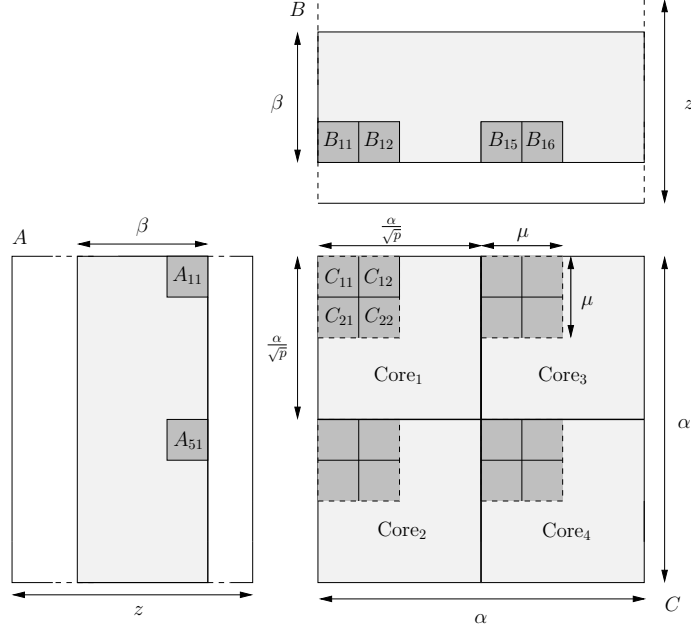 B
β
z
B₁₁ B₁₂ B₁₅ B₁₆
A
β
α/√p
μ
A₁₁
C₁₁ C₁₂
C₂₁ C₂₂
μ
α/√p
Core₁ Core₃
A₅₁
α
Core₂ Core₄
z
α
C